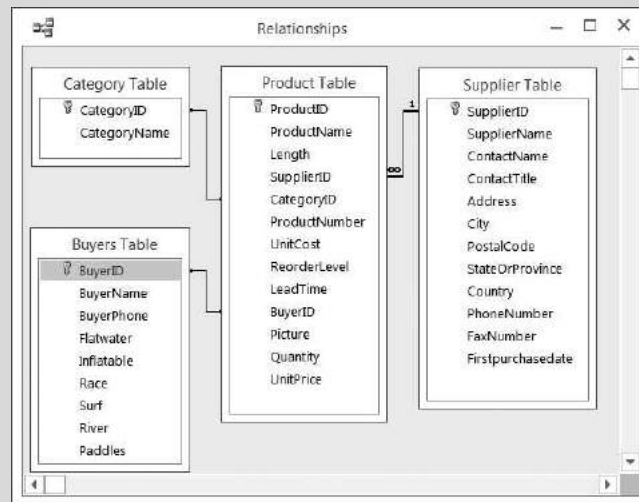 Relationships
Category Table
CategoryID
CategoryName
Product Table
ProductID
ProductName
Length
SupplierID
CategoryID
ProductNumber
UnitCost
ReorderLevel
LeadTime
BuyerID
Picture
Quantity
UnitPrice
1
∞
Supplier Table
SupplierID
SupplierName
ContactName
ContactTitle
Address
City
PostalCode
StateOrProvince
Country
PhoneNumber
FaxNumber
Firstpurchasedate
Buyers Table
BuyerID
BuyerName
BuyerPhone
Flatwater
Inflatable
Race
Surf
River
Paddles